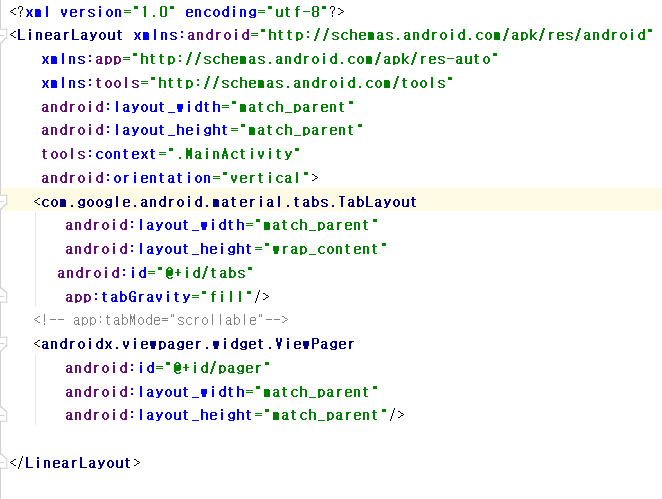 <?xml version="1.0" encoding="utf-8"?>
<LinearLayout xmlns:android="http://schemas.android.com/apk/res/android"
    xmlns:app="http://schemas.android.com/apk/res-auto"
    xmlns:tools="http://schemas.android.com/tools"
    android:layout_width="match_parent"
    android:layout_height="match_parent"
    tools:context=".MainActivity"
    android:orientation="vertical">
   <com.google.android.material.tabs.TabLayout
       android:layout_width="match_parent"
       android:layout_height="wrap_content"
      android:id="@+id/tabs"
       app:tabGravity="fill"/>
   <!-- app:tabMode="scrollable"-->
   <androidx.viewpager.widget.ViewPager
       android:id="@+id/pager"
       android:layout_width="match_parent"
       android:layout_height="match_parent"/>
</LinearLayout>